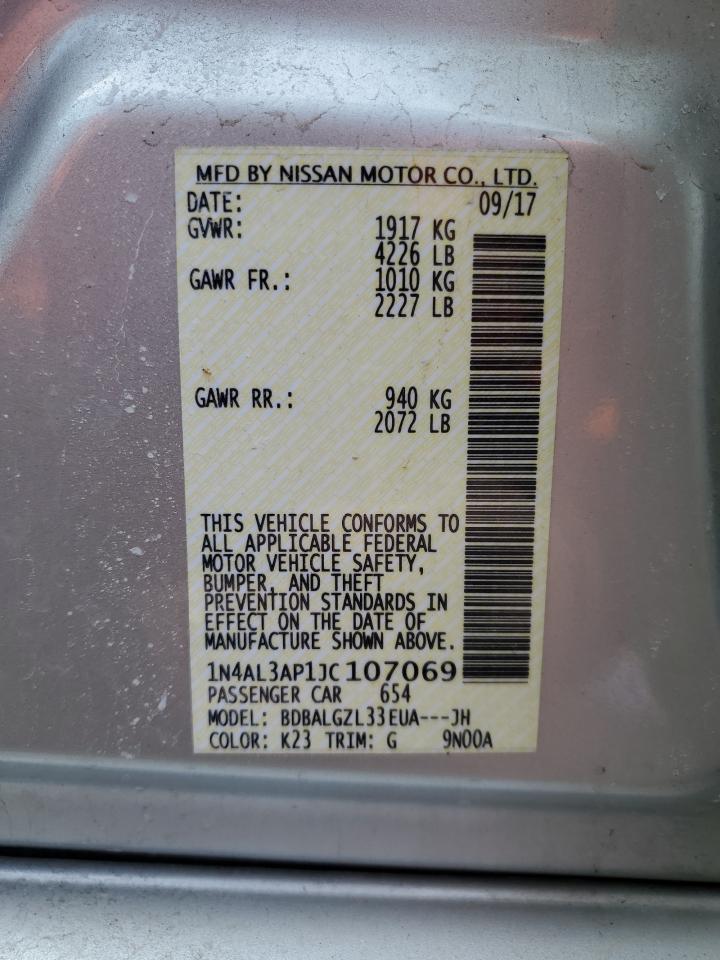 MFD BY NISSAN MOTOR CO., LTD.
DATE: 09/17
GVWR: 1917 KG
4226 LB
GAWR FR.: 1010 KG
2227 LB
GAWR RR.: 940 KG
2072 LB
THIS VEHICLE CONFORMS TO
ALL APPLICABLE FEDERAL
MOTOR VEHICLE SAFETY,
BUMPER, AND THEFT
PREVENTION STANDARDS IN
EFFECT ON THE DATE OF
MANUFACTURE SHOWN ABOVE.
1N4AL3AP1JC107069
PASSENGER CAR 654
MODEL: BDBALGZL33EUA---JH
COLOR: K23 TRIM: G 9N00A